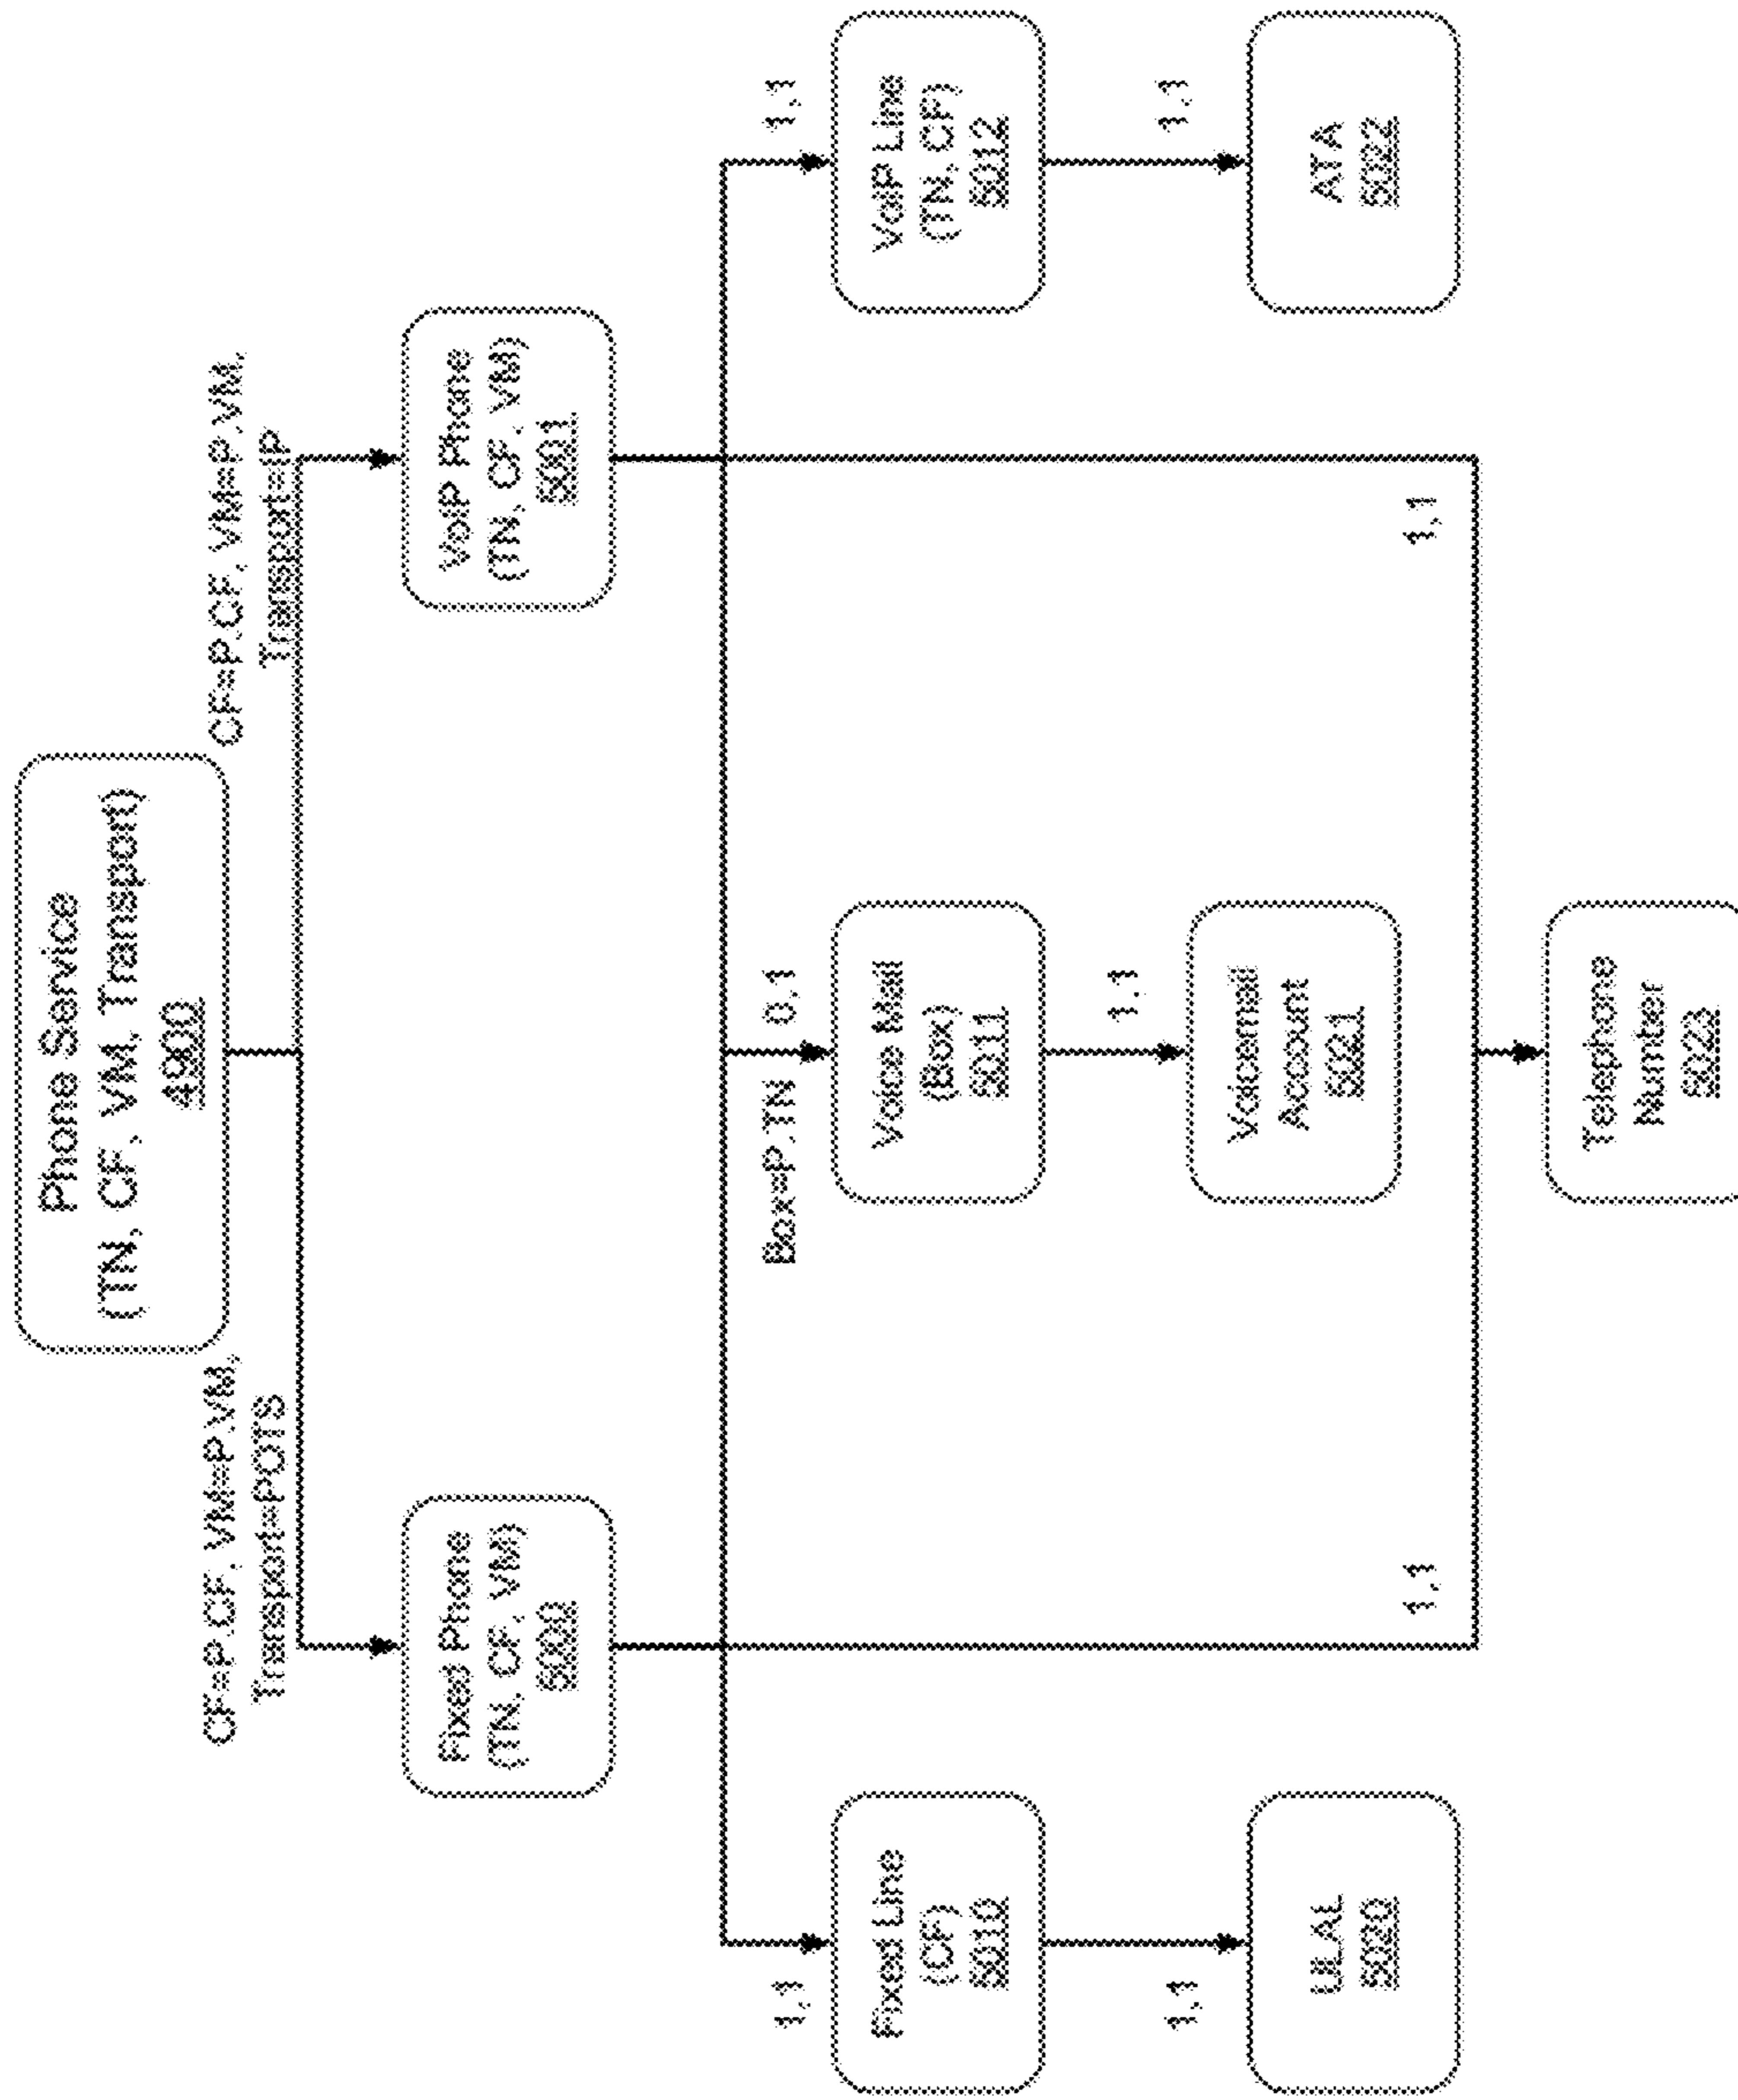 Phone Service
(TN, CF, VM, Transport)
4900
CF=P.CF, VM=P.VM,
Transport=POTS
CF=P.CF, VM=P.VM,
Transport=IP
Fixed Phone
(TN, CF, VM)
5000
VoIP Phone
(TN, CF, VM)
5001
1,1
Box=P.TN
0,1
1,1
Fixed Line
(CF)
5010
Voice Mail
(Box)
5011
VoIP Line
(TN, CF)
5012
1,1
1,1
1,1
ULAL
5020
Voicemail
Account
5021
ATA
5022
1,1
1,1
Telephone
Number
5023